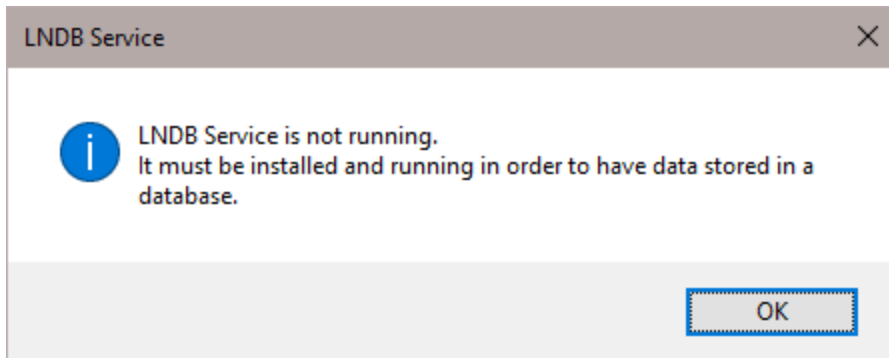 LNDB Service
LNDB Service is not running.
It must be installed and running in order to have data stored in a
database.
OK